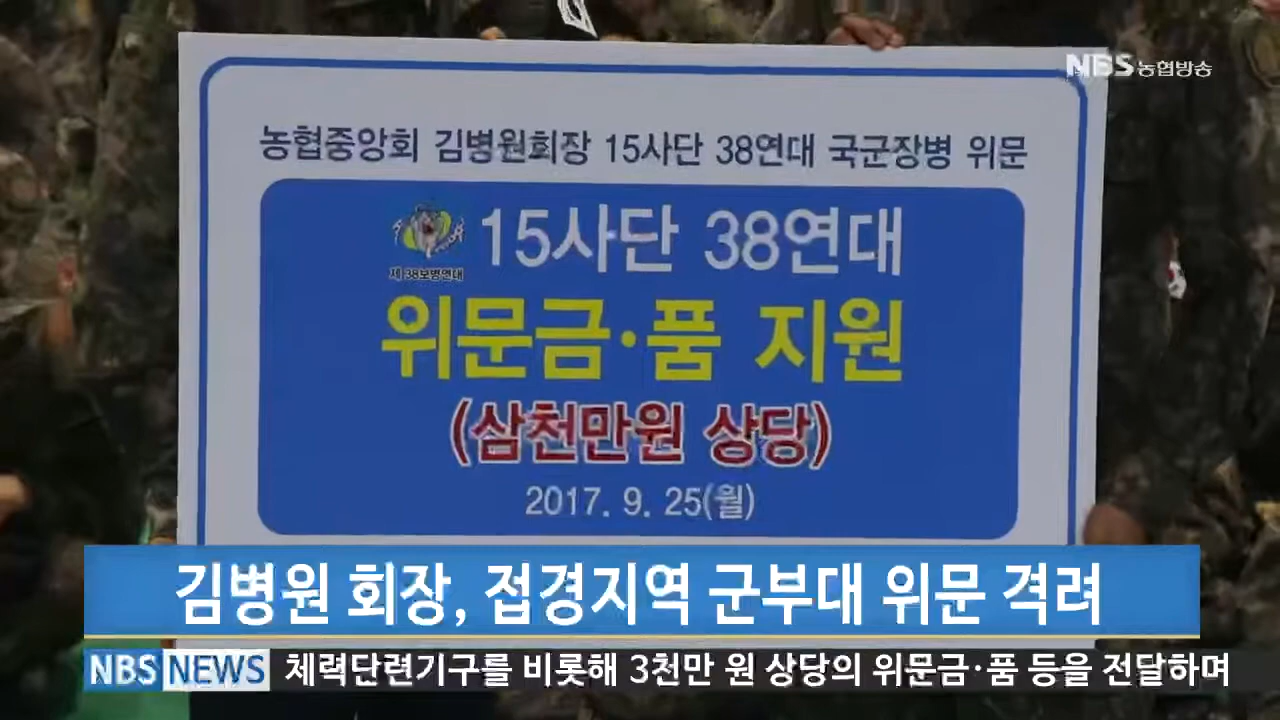 NBS 농협방송
농협중앙회 김병원회장 15사단 38연대 국군장병 위문
15사단 38연대
제 38보병연대
위문금·품 지원
(삼천만원 상당)
2017. 9. 25(월)
김병원 회장, 접경지역 군부대 위문 격려
NBS NEWS 체력단련기구를 비롯해 3천만 원 상당의 위문금·품 등을 전달하며